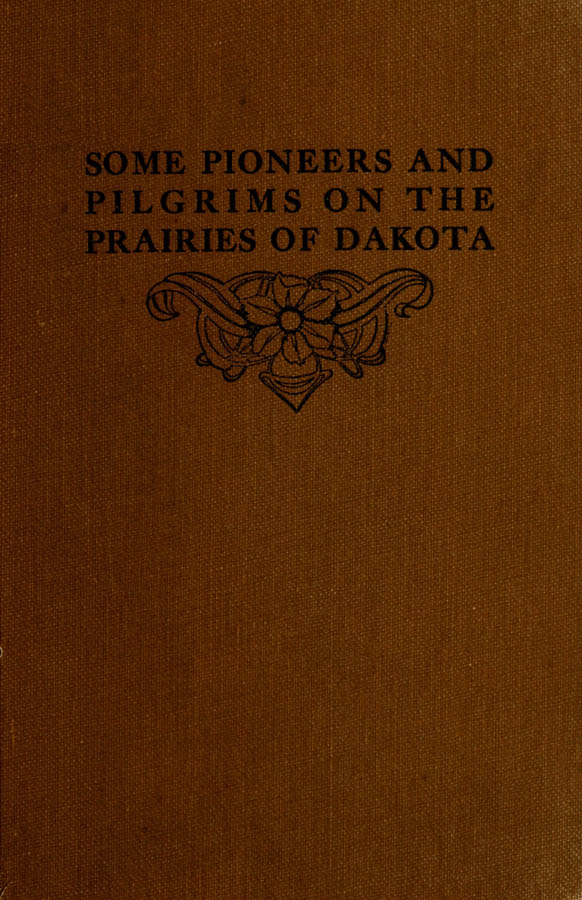 SOME PIONEERS AND
PILGRIMS ON THE
PRAIRIES OF DAKOTA